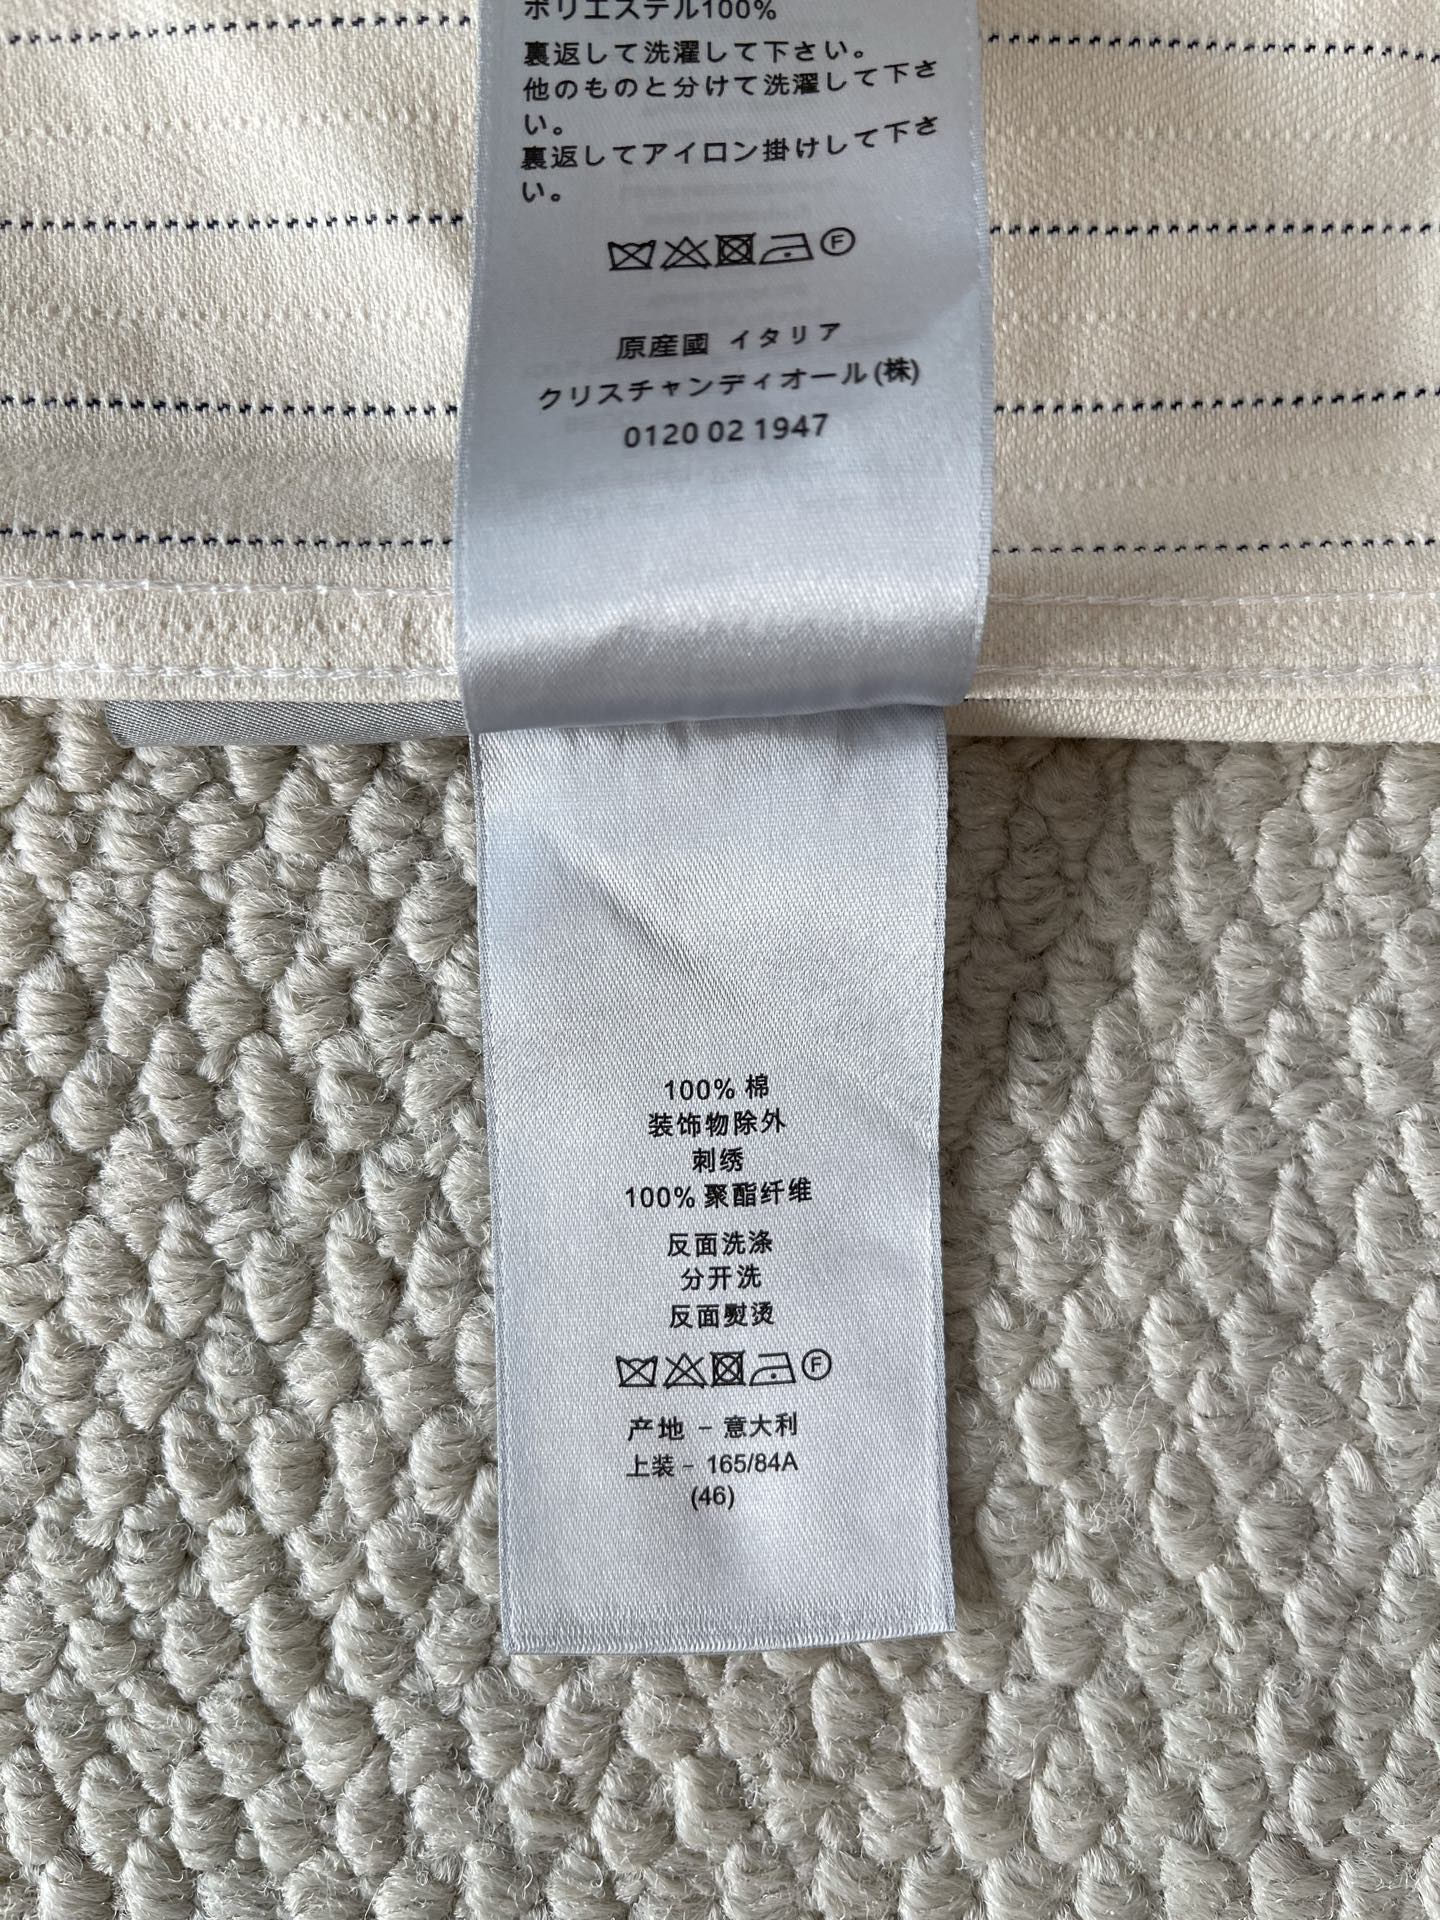 ポリエステル100%
裏返して洗濯して下さい。
他のものと分けて洗濯して下さ
い。
裏返してアイロン掛けして下さ
い。
F
原産國 イタリア
クリスチャンディオール(株)
0120 02 1947
100% 棉
装饰物除外
刺绣
100% 聚酯纤维
反面洗涤
分开洗
反面熨烫
F
产地 - 意大利
上装 - 165/84A
(46)